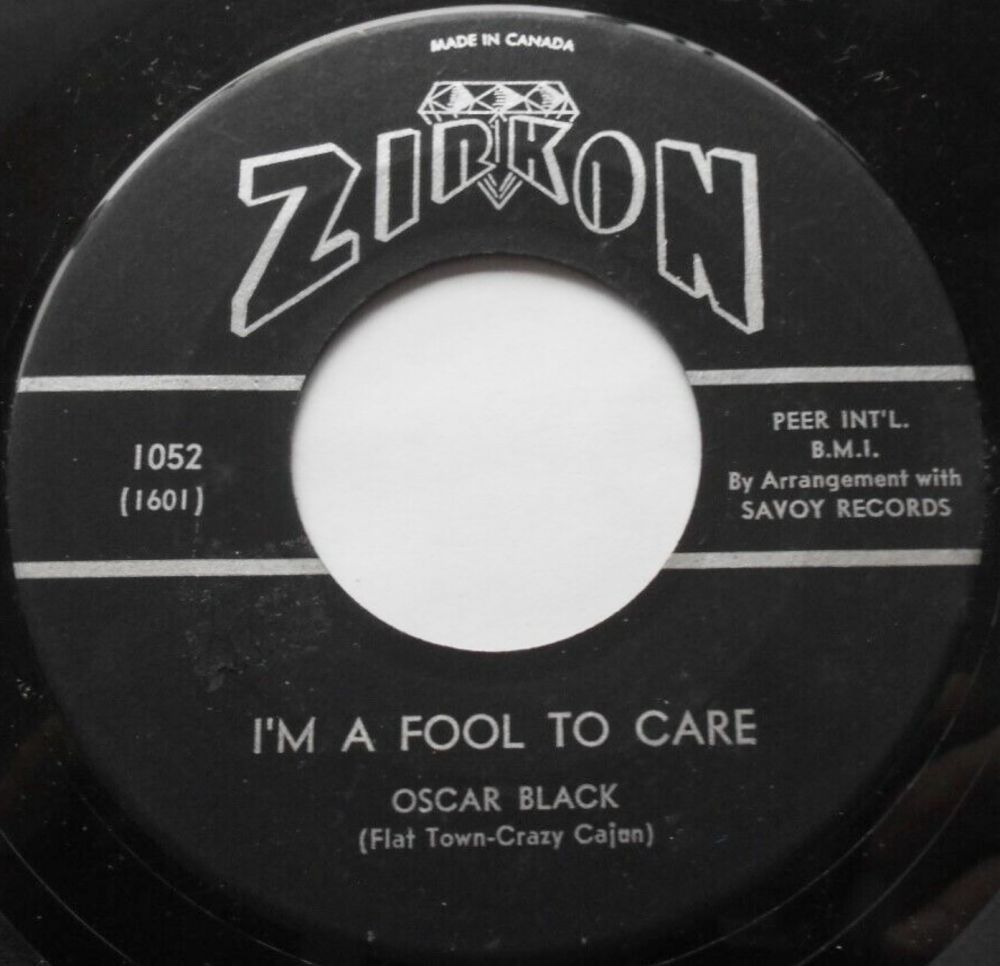 MADE IN CANADA
ZIRKON
1052
(1601)
PEER INT'L.
B.M.I.
By Arrangement with
SAVOY RECORDS
I'M A FOOL TO CARE
OSCAR BLACK
(Flat Town-Crazy Cajun)